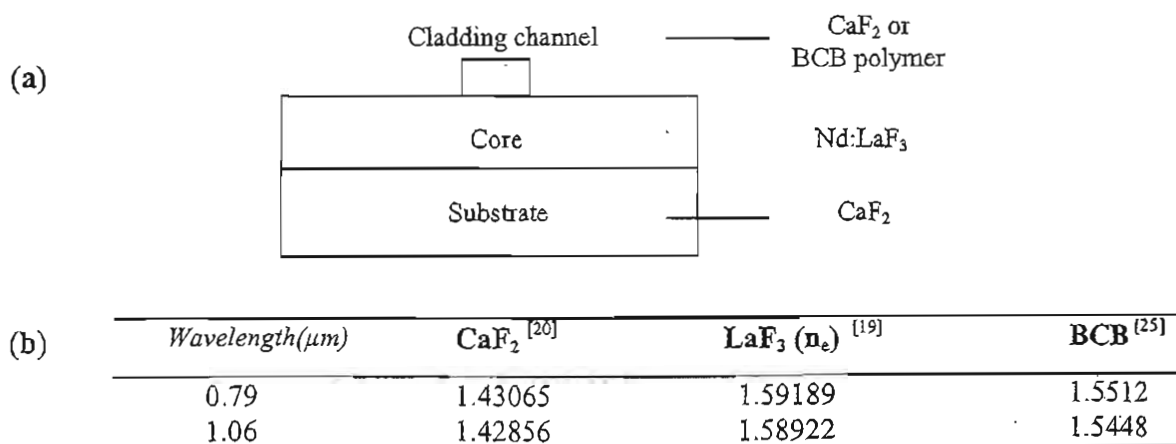 (a)
Cladding channel
CaF₂ or
BCB polymer
Core
Nd:LaF₃
Substrate
CaF₂
(b)
Wavelength(μm) CaF₂ [20] LaF₃ (nₑ) [19] BCB [25]
0.79 1.43065 1.59189 1.5512
1.06 1.42856 1.58922 1.5448